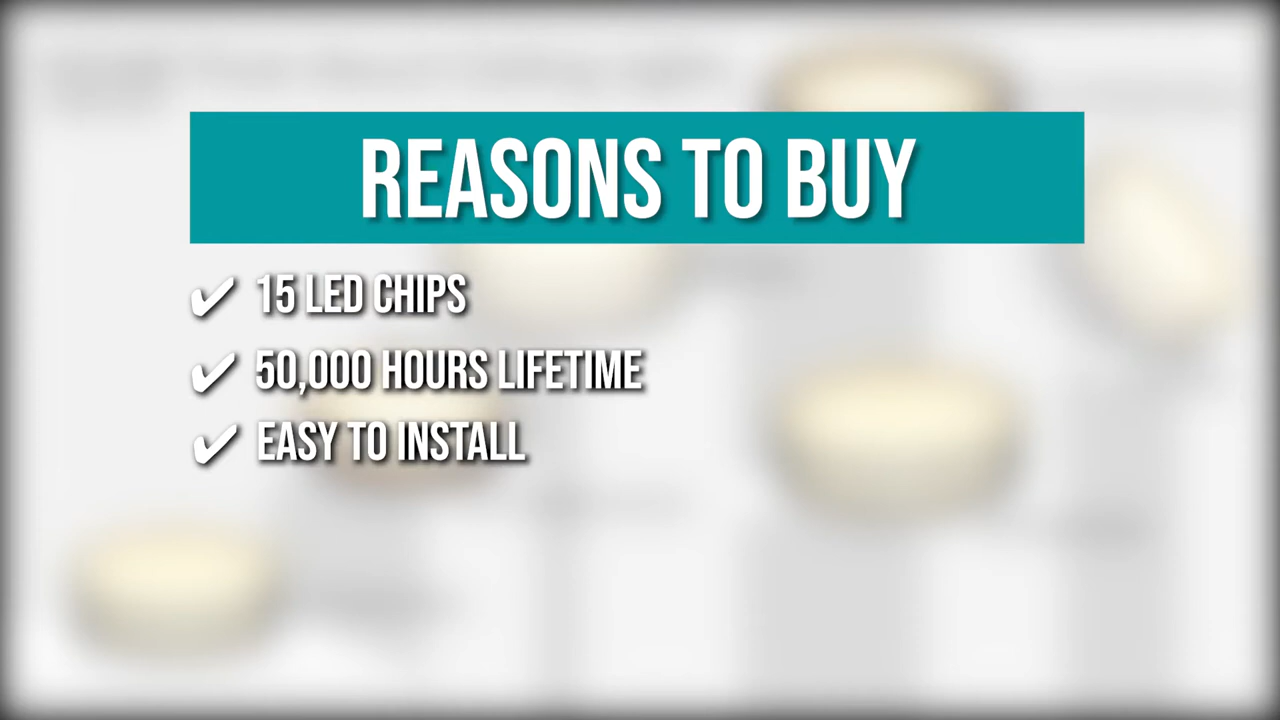 REASONS TO BUY
✔ 15 LED CHIPS
✔ 50,000 HOURS LIFETIME
✔ EASY TO INSTALL